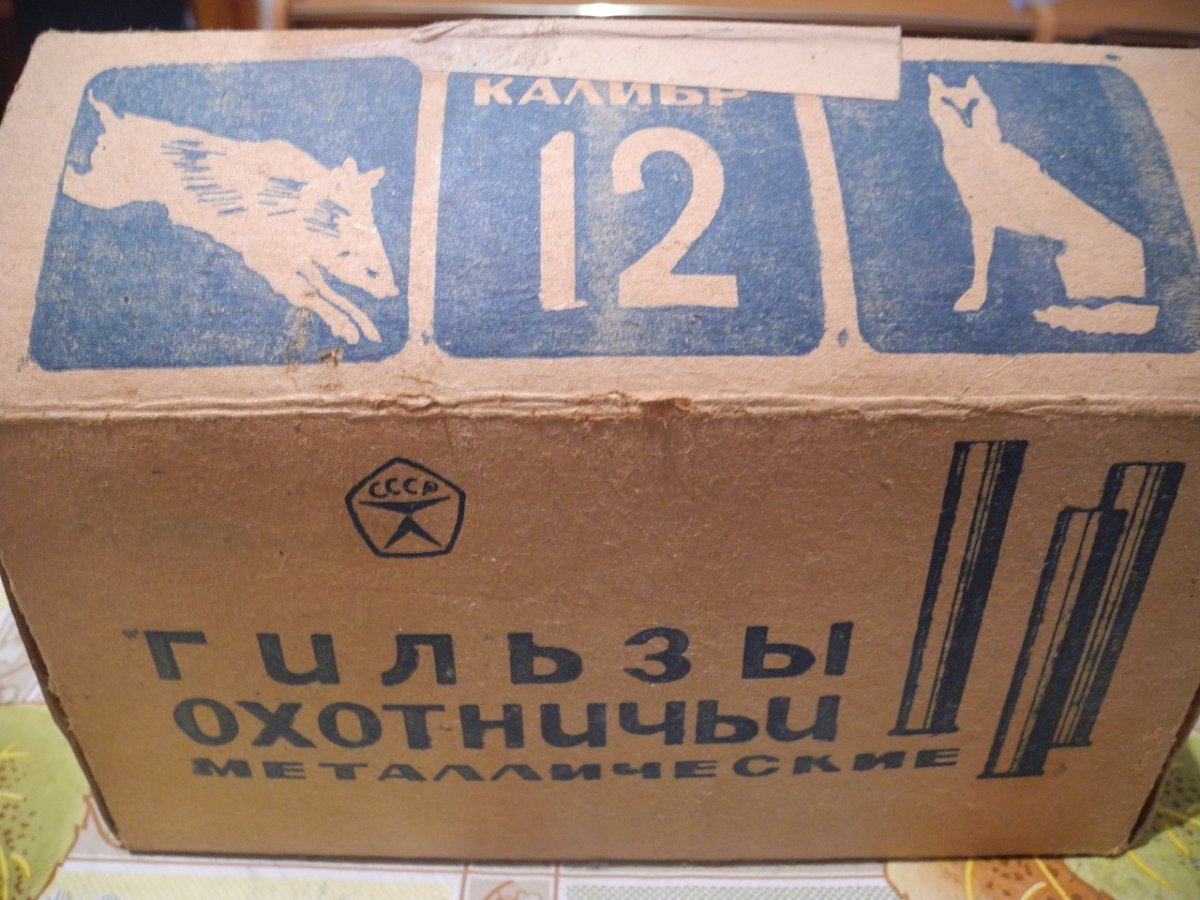 КАЛИБР
12
СССР
ГИЛЬЗЫ
ОХОТНИЧЬИ
МЕТАЛЛИЧЕСКИЕ